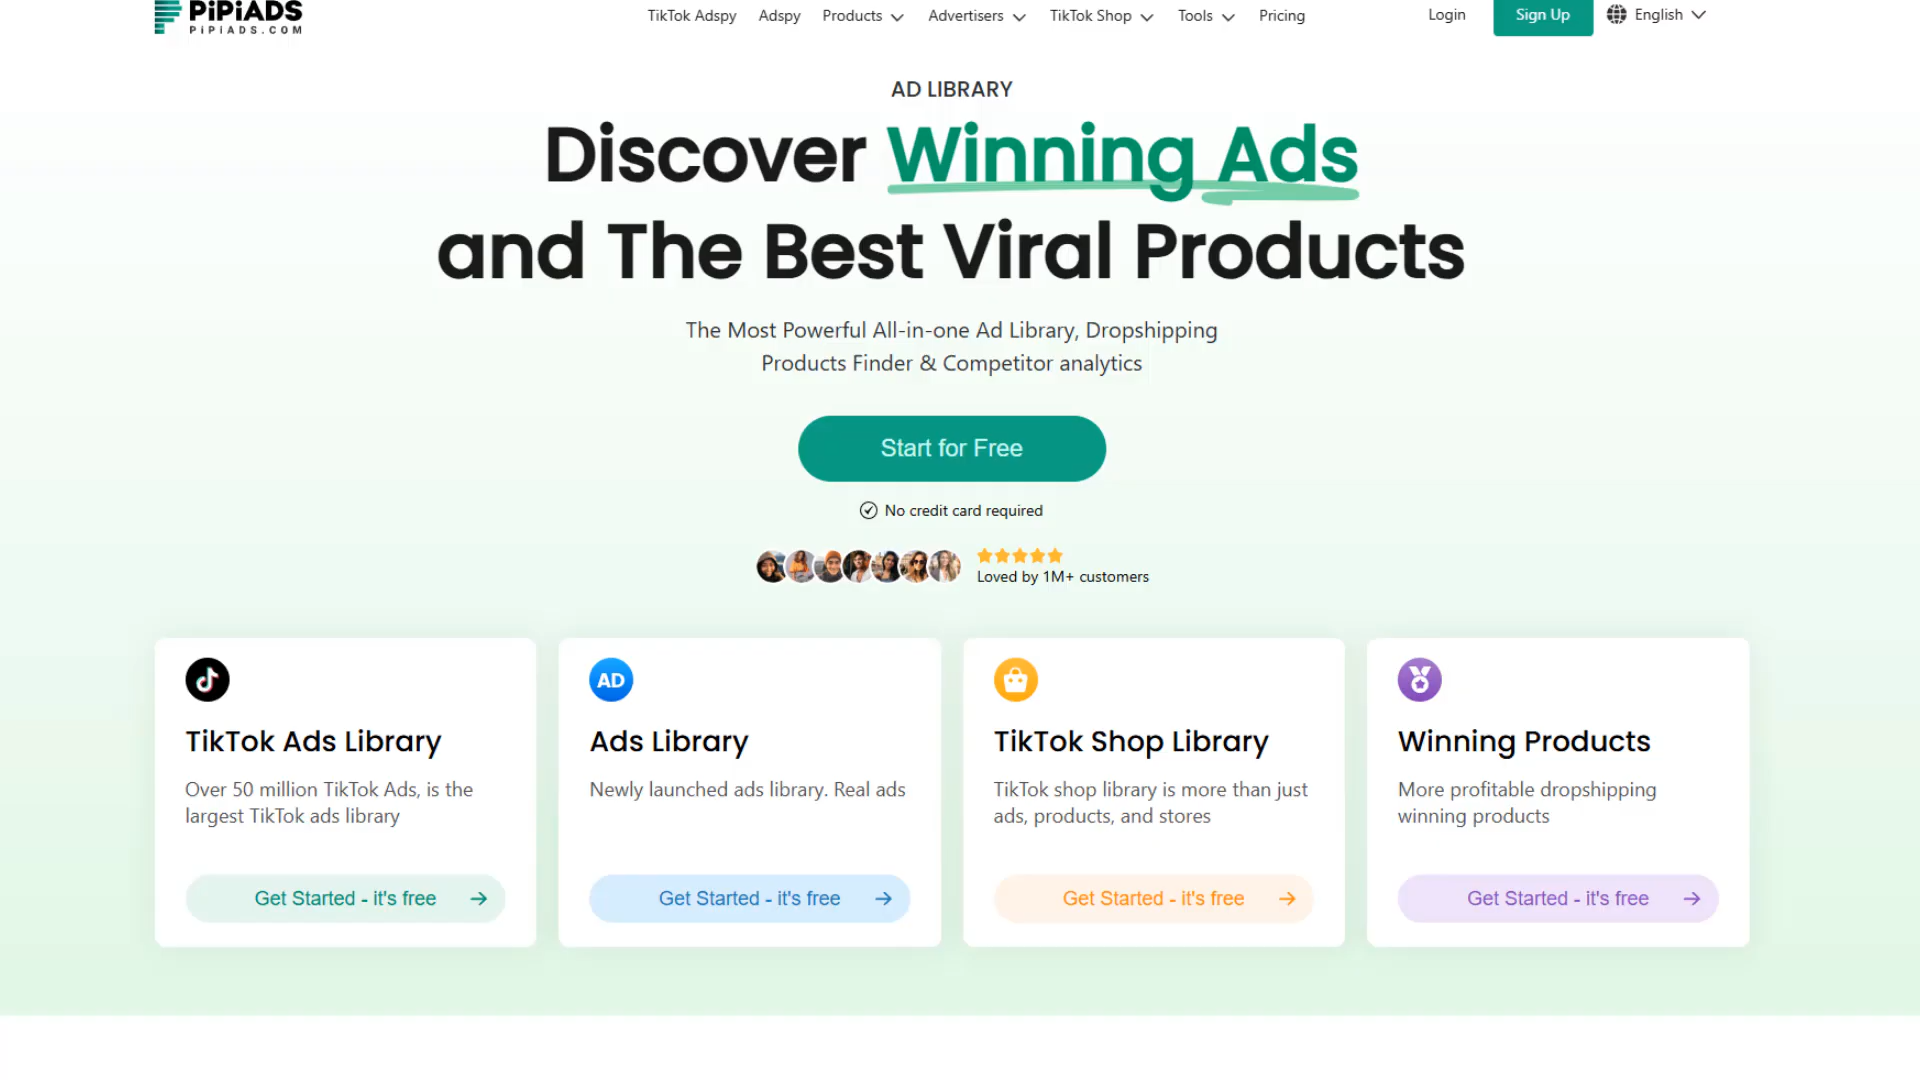 PiPiADS
PIPIADS.COM
TikTok Adspy
Adspy
Products
Advertisers
TikTok Shop
Tools
Pricing
Login
Sign Up
English
AD LIBRARY
Discover Winning Ads
and The Best Viral Products
The Most Powerful All-in-one Ad Library, Dropshipping
Products Finder & Competitor analytics
Start for Free
No credit card required
Loved by 1M+ customers
TikTok Ads Library
Over 50 million TikTok Ads, is the
largest TikTok ads library
Get Started - it's free
AD
Ads Library
Newly launched ads library. Real ads
Get Started - it's free
TikTok Shop Library
TikTok shop library is more than just
ads, products, and stores
Get Started - it's free
Winning Products
More profitable dropshipping
winning products
Get Started - it's free